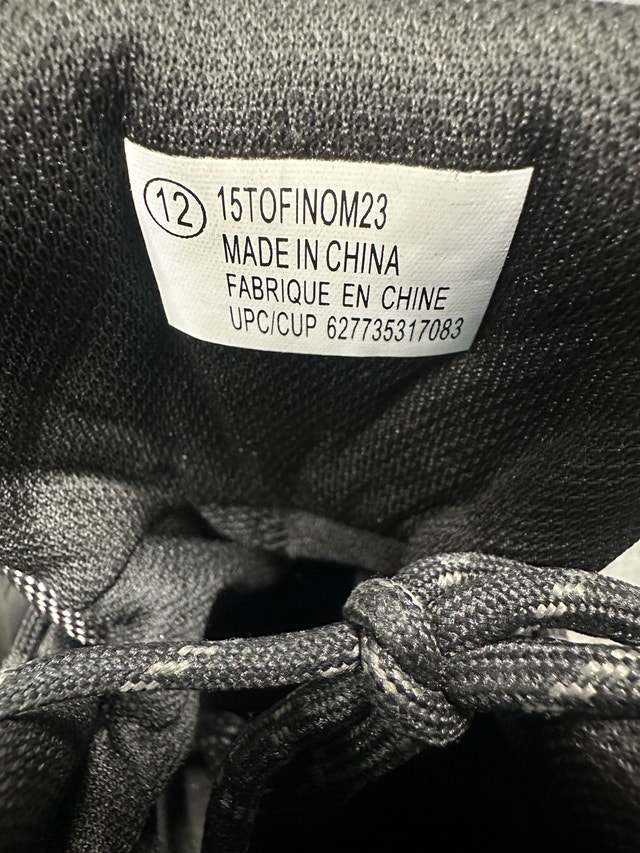 12 15TOFINOM23
MADE IN CHINA
FABRIQUE EN CHINE
UPC/CUP 627735317083